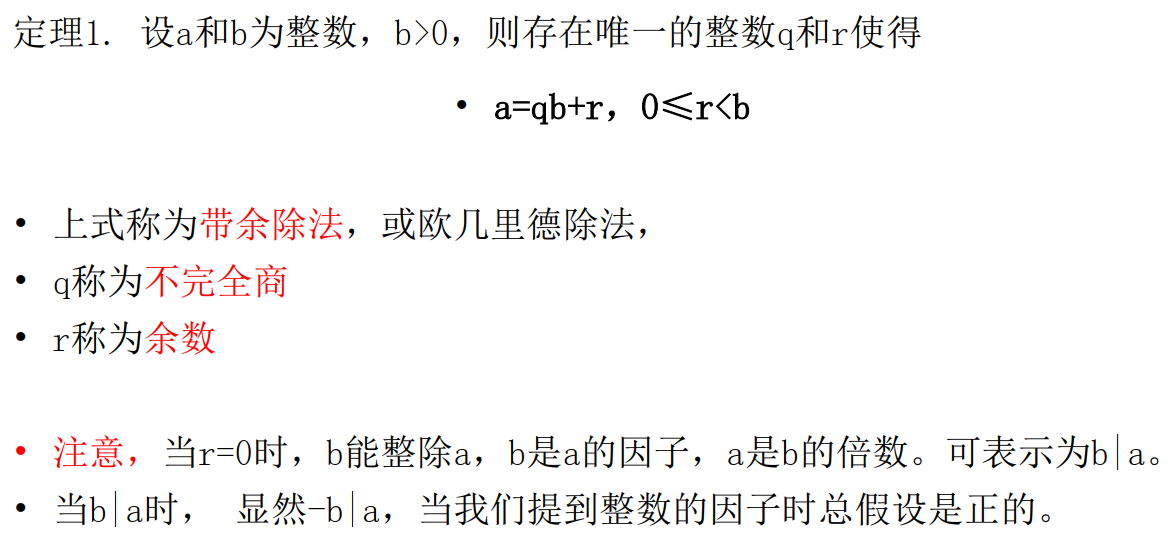 定理1. 设a和b为整数，b>0，则存在唯一的整数q和r使得
• a=qb+r，0≤r<b
• 上式称为带余除法，或欧几里德除法，
• q称为不完全商
• r称为余数
• 注意，当r=0时，b能整除a，b是a的因子，a是b的倍数。可表示为b|a。
• 当b|a时， 显然-b|a，当我们提到整数的因子时总假设是正的。